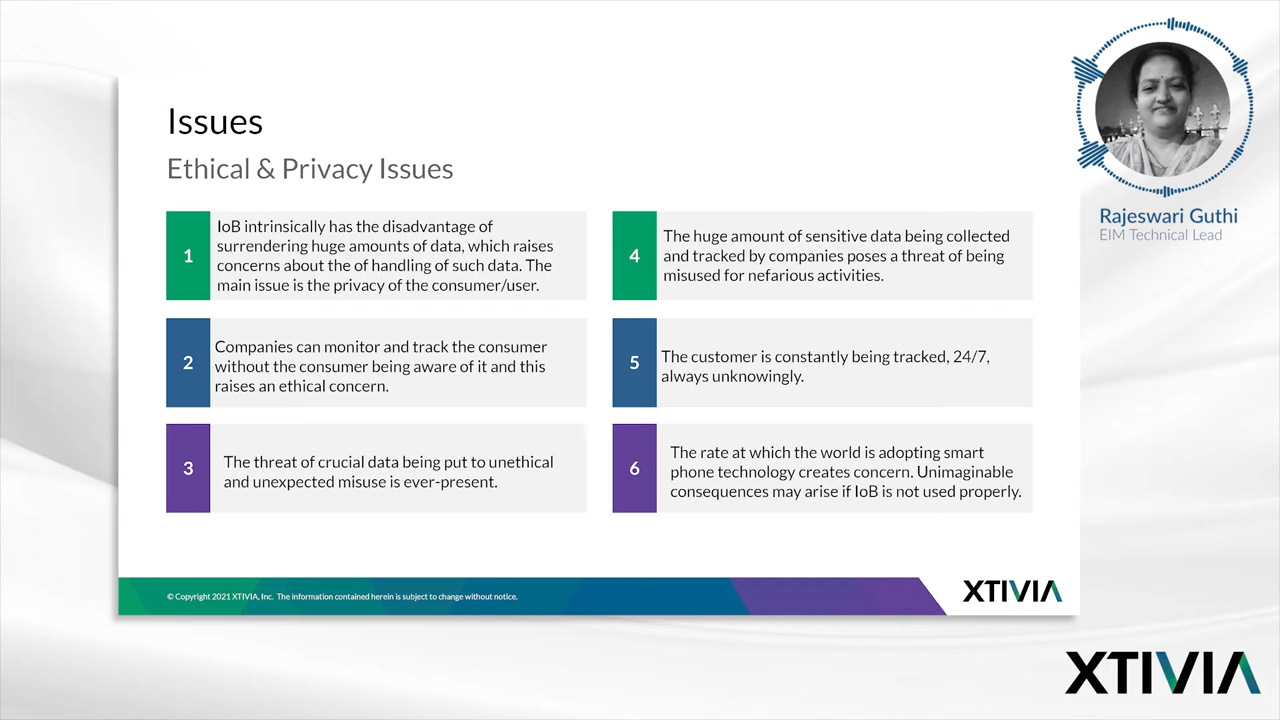 Issues
Ethical & Privacy Issues
1
IoB intrinsically has the disadvantage of
surrendering huge amounts of data, which raises
concerns about the of handling of such data. The
main issue is the privacy of the consumer/user.
2
Companies can monitor and track the consumer
without the consumer being aware of it and this
raises an ethical concern.
3
The threat of crucial data being put to unethical
and unexpected misuse is ever-present.
4
The huge amount of sensitive data being collected
and tracked by companies poses a threat of being
misused for nefarious activities.
5
The customer is constantly being tracked, 24/7,
always unknowingly.
6
The rate at which the world is adopting smart
phone technology creates concern. Unimaginable
consequences may arise if IoB is not used properly.
© Copyright 2021 XTIVIA, Inc. The information contained herein is subject to change without notice.
XTIVIA
Rajeswari Guthi
EIM Technical Lead
XTIVIA